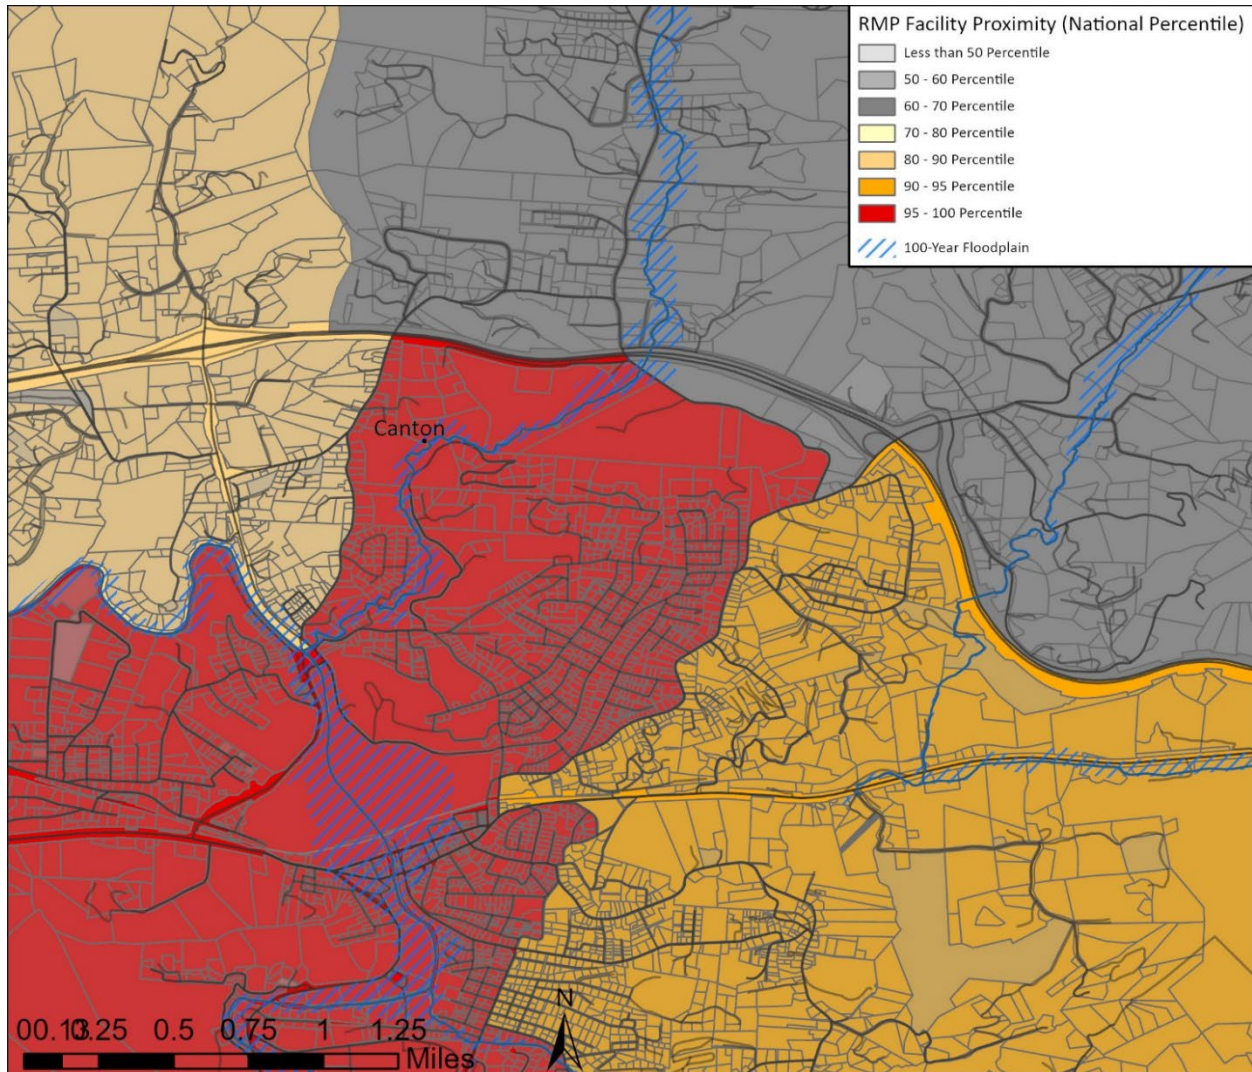 RMP Facility Proximity (National Percentile)
Less than 50 Percentile
50 - 60 Percentile
60 - 70 Percentile
70 - 80 Percentile
80 - 90 Percentile
90 - 95 Percentile
95 - 100 Percentile
100-Year Floodplain
Canton
N
00.130.25 0.5 0.75 1 1.25
Miles